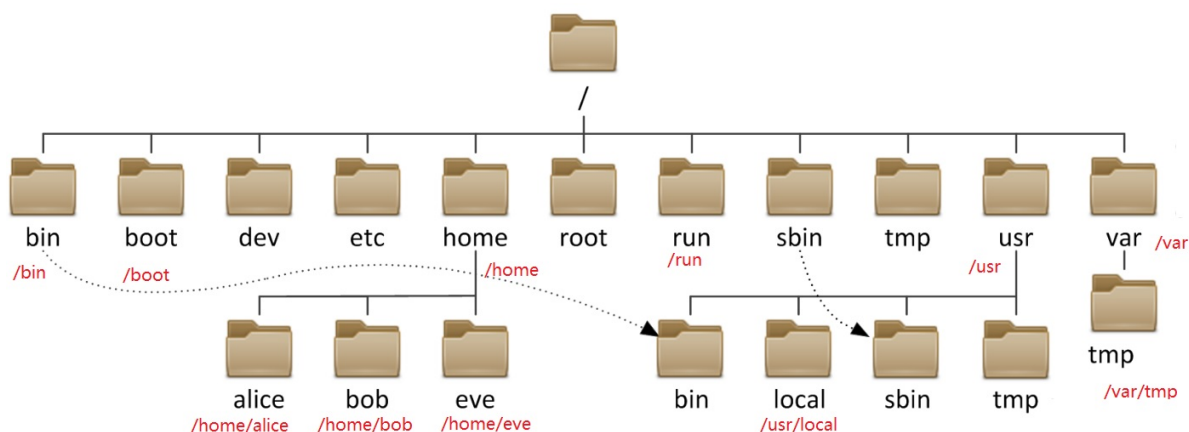 /
bin boot dev etc home root run sbin tmp usr var
/bin /boot /home /run /usr /var
alice bob eve bin local sbin tmp tmp
/home/alice /home/bob /home/eve /usr/local /var/tmp